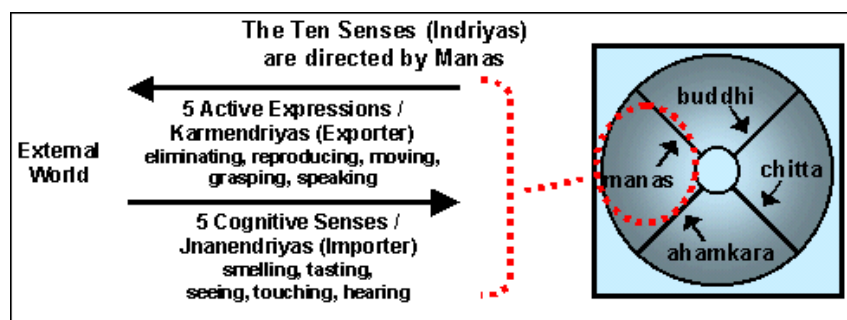 The Ten Senses (Indriyas)
are directed by Manas
5 Active Expressions /
Karmendriyas (Exporter)
eliminating, reproducing, moving,
grasping, speaking
External
World
5 Cognitive Senses /
Jnanendriyas (Importer)
smelling, tasting,
seeing, touching, hearing
buddhi
manas
chitta
ahamkara